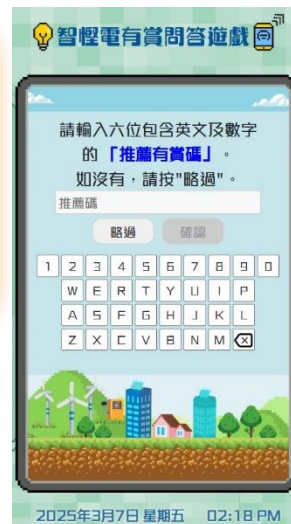 智慳電有賞問答遊戲
請輸入六位包含英文及數字
的「推薦有賞碼」。
如沒有，請按"略過"。
推薦碼
略過 確認
1 2 3 4 5 6 7 8 9 0
W E R T Y U I P
A S F G H J K L
Z X C V B N M
2025年3月7日 星期五 02:18 PM